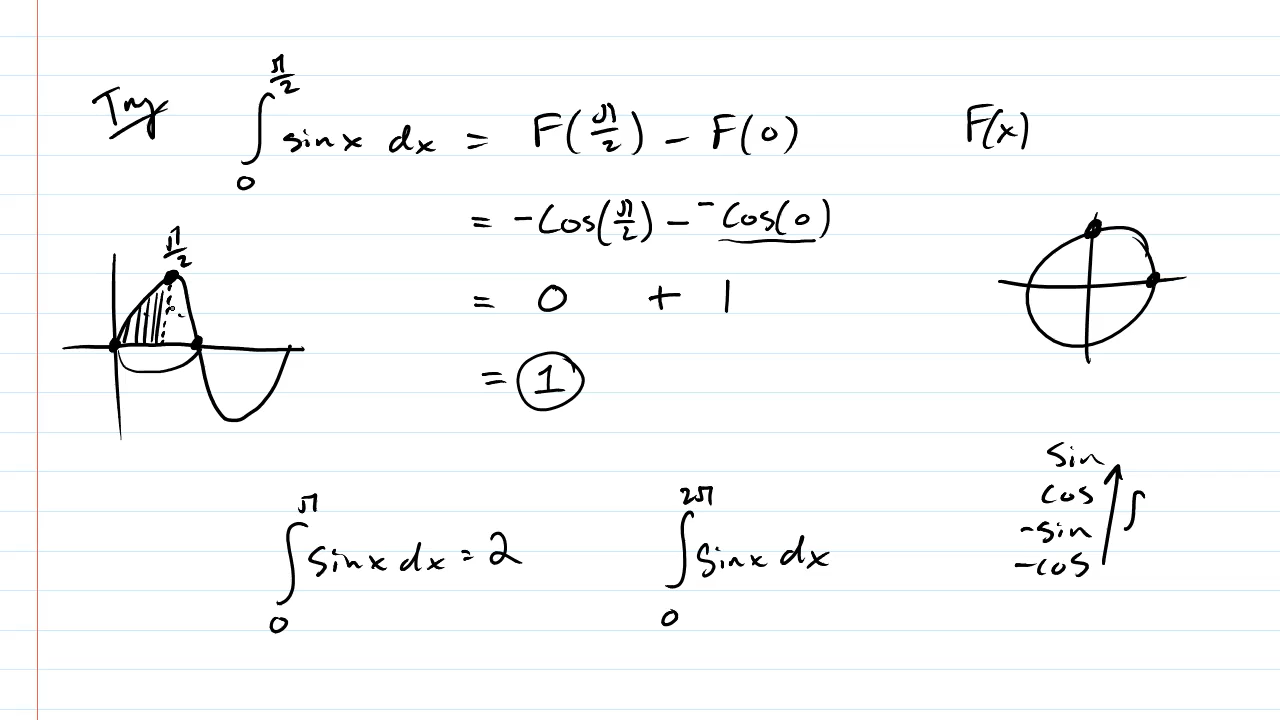 Try ∫₀^(π/2) sin x dx = F(π/2) − F(0)    F(x)
= −cos(π/2) − ⁻cos(0)
π/2
= 0 + 1
= 1
sin
cos
−sin
−cos ∫
∫₀^π sin x dx = 2    ∫₀^(2π) sin x dx